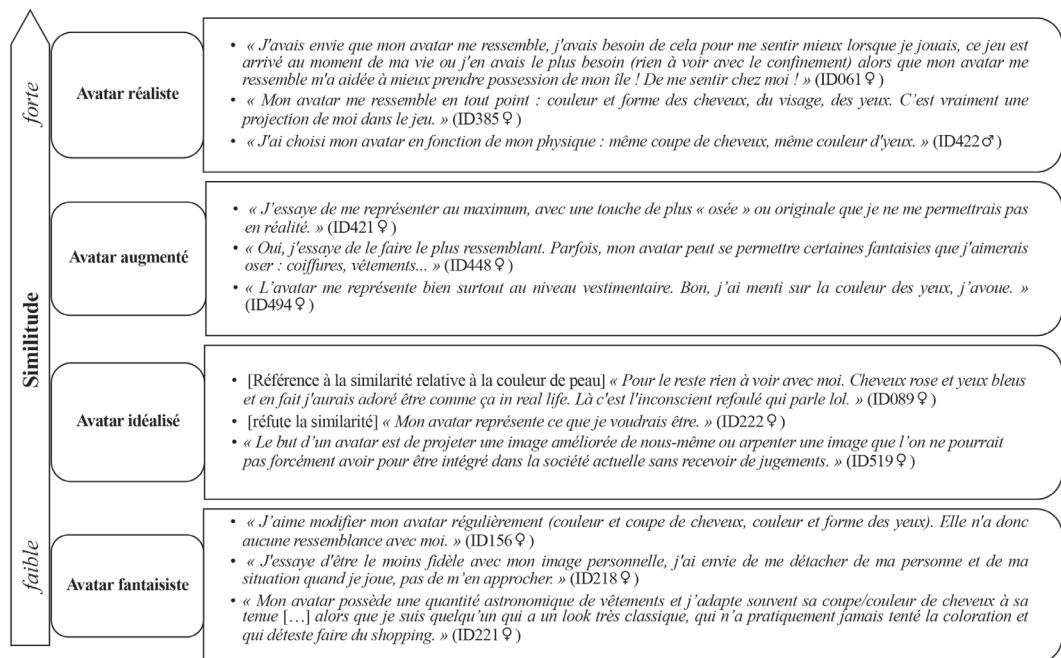 forte
Similitude
faible
Avatar réaliste
• « J'avais envie que mon avatar me ressemble, j'avais besoin de cela pour me sentir mieux lorsque je jouais, ce jeu est
arrivé au moment de ma vie ou j'en avais le plus besoin (rien à voir avec le confinement) alors que mon avatar me
ressemble m'a aidée à mieux prendre possession de mon île ! De me sentir chez moi ! » (ID061♀)
• « Mon avatar me ressemble en tout point : couleur et forme des cheveux, du visage, des yeux. C’est vraiment une
projection de moi dans le jeu. » (ID385♀)
• « J'ai choisi mon avatar en fonction de mon physique : même coupe de cheveux, même couleur d'yeux. » (ID422♂)
Avatar augmenté
• « J’essaye de me représenter au maximum, avec une touche de plus « osée » ou originale que je ne me permettrais pas
en réalité. » (ID421♀)
• « Oui, j'essaye de le faire le plus ressemblant. Parfois, mon avatar peut se permettre certaines fantaisies que j'aimerais
oser : coiffures, vêtements... » (ID448♀)
• « L’avatar me représente bien surtout au niveau vestimentaire. Bon, j’ai menti sur la couleur des yeux, j’avoue. »
(ID494♀)
Avatar idéalisé
• [Référence à la similarité relative à la couleur de peau] « Pour le reste rien à voir avec moi. Cheveux rose et yeux bleus
et en fait j'aurais adoré être comme ça in real life. Là c'est l'inconscient refoulé qui parle lol. » (ID089♀)
• [réfute la similarité] « Mon avatar représente ce que je voudrais être. » (ID222♀)
• « Le but d’un avatar est de projeter une image améliorée de nous-même ou arpenter une image que l’on ne pourrait
pas forcément avoir pour être intégré dans la société actuelle sans recevoir de jugements. » (ID519♀)
Avatar fantaisiste
• « J’aime modifier mon avatar régulièrement (couleur et coupe de cheveux, couleur et forme des yeux). Elle n'a donc
aucune ressemblance avec moi. » (ID156♀)
• « J'essaye d'être le moins fidèle avec mon image personnelle, j'ai envie de me détacher de ma personne et de ma
situation quand je joue, pas de m’en approcher. » (ID218♀)
• « Mon avatar possède une quantité astronomique de vêtements et j’adapte souvent sa coupe/couleur de cheveux à sa
tenue […] alors que je suis quelqu’un qui a un look très classique, qui n’a pratiquement jamais tenté la coloration et
qui déteste faire du shopping. » (ID221♀)